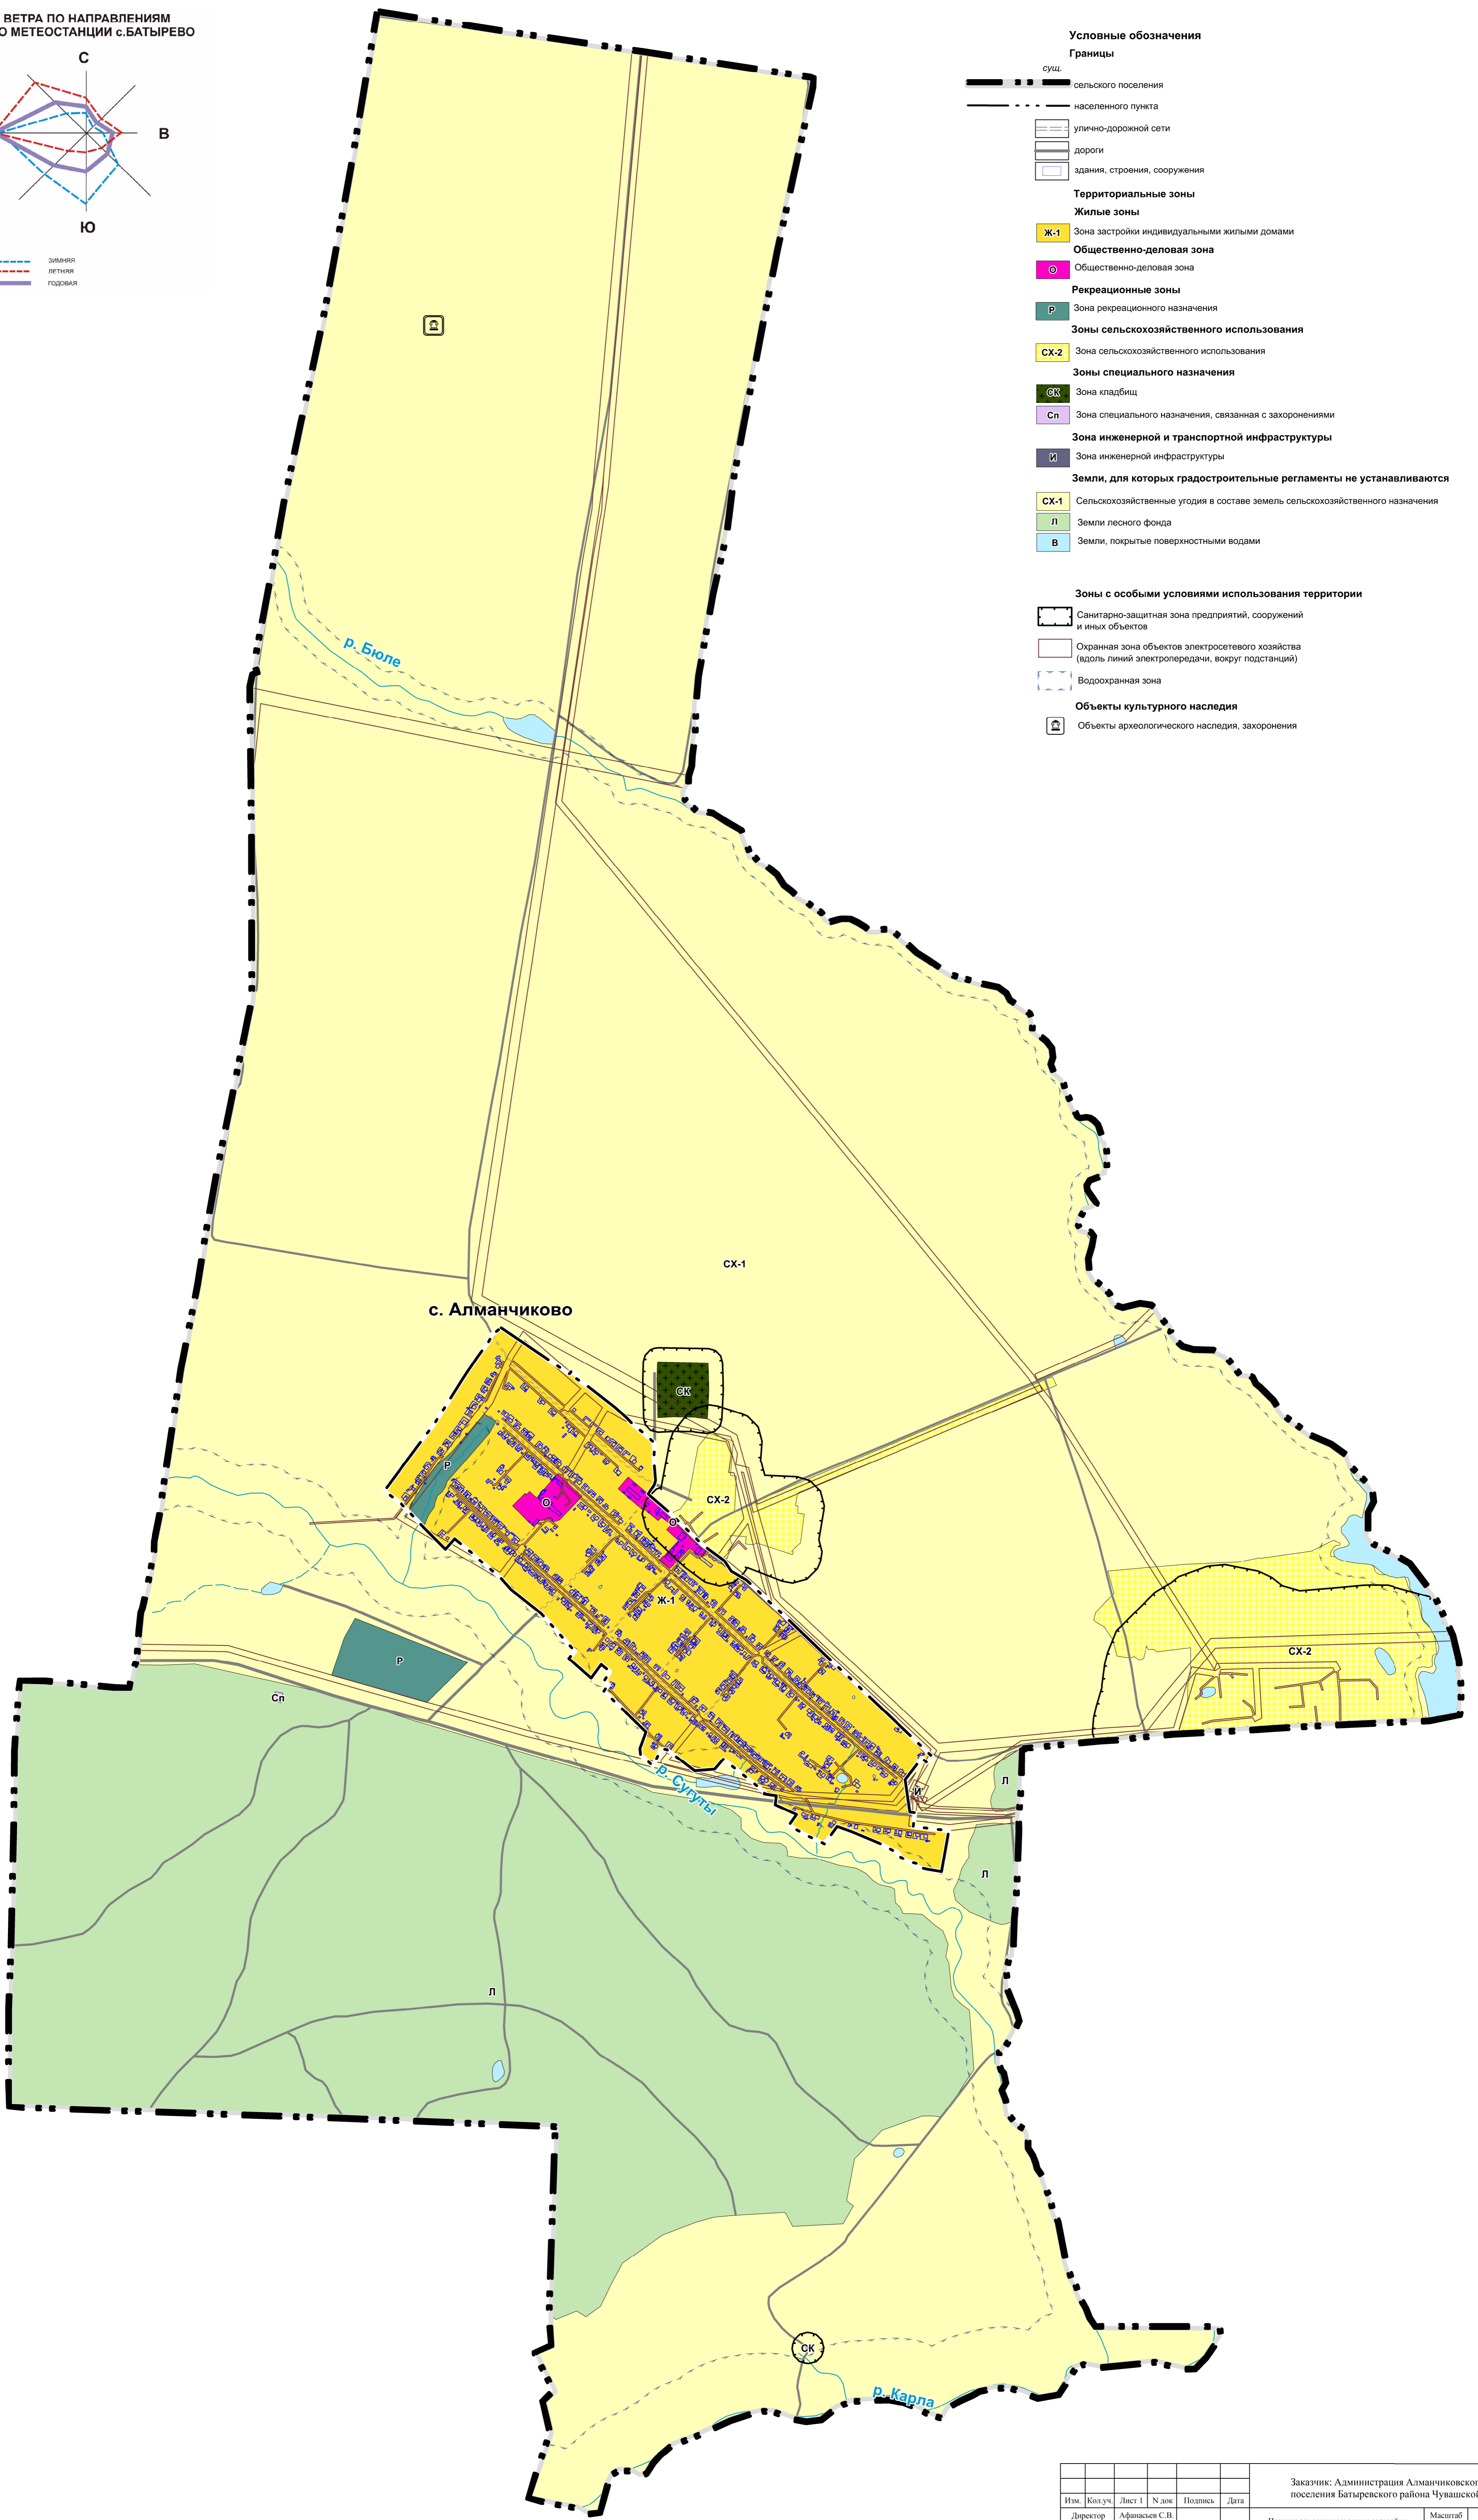 ВЕТРА ПО НАПРАВЛЕНИЯМ
О МЕТЕОСТАНЦИИ с.БАТЫРЕВО
С
В
Ю
ЗИМНЯЯ
ЛЕТНЯЯ
ГОДОВАЯ
Условные обозначения
Границы
сущ.
сельского поселения
населенного пункта
улично-дорожной сети
дороги
здания, строения, сооружения
Территориальные зоны
Жилые зоны
Ж-1 Зона застройки индивидуальными жилыми домами
Общественно-деловая зона
О Общественно-деловая зона
Рекреационные зоны
Р Зона рекреационного назначения
Зоны сельскохозяйственного использования
СХ-2 Зона сельскохозяйственного использования
Зоны специального назначения
СК Зона кладбищ
Сп Зона специального назначения, связанная с захоронениями
Зона инженерной и транспортной инфраструктуры
И Зона инженерной инфраструктуры
Земли, для которых градостроительные регламенты не устанавливаются
СХ-1 Сельскохозяйственные угодия в составе земель сельскохозяйственного назначения
Л Земли лесного фонда
В Земли, покрытые поверхностными водами
Зоны с особыми условиями использования территории
Санитарно-защитная зона предприятий, сооружений
и иных объектов
Охранная зона объектов электросетевого хозяйства
(вдоль линий электропередачи, вокруг подстанций)
Водоохранная зона
Объекты культурного наследия
Объекты археологического наследия, захоронения
р. Бюле
СХ-1
с. Алманчиково
СК
Р
О
СХ-2
О
Ж-1
СХ-2
Р
Сп
р. Сугуты
И
Л
Л
Л
СК
р. Карла
Заказчик: Администрация Алманчиковског
поселения Батыревского района Чувашской
Изм. Кол.уч. Лист 1 N док Подпись Дата
Директор Афанасьев С.В.
Масштаб